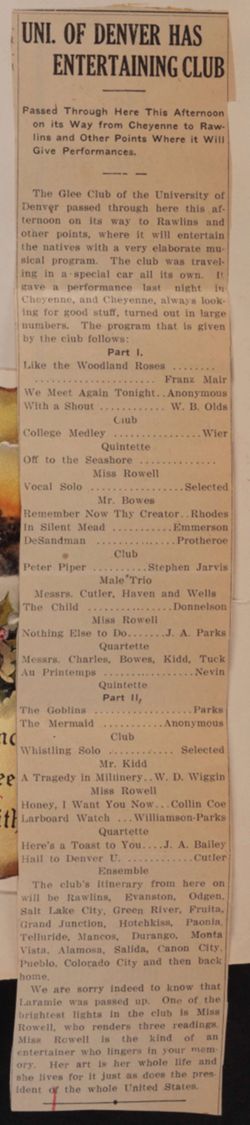 UNI. OF DENVER HAS
ENTERTAINING CLUB
Passed Through Here This Afternoon
on its Way from Cheyenne to Raw-
lins and Other Points Where it Will
Give Performances.
The Glee Club of the University of
Denver passed through here this af-
ternoon on its way to Rawlins and
other points, where it will entertain
the natives with a very elaborate mu-
sical program. The club was travel-
ing in a special car all its own. It
gave a performance last night in
Cheyenne, and Cheyenne, always look-
ing for good stuff, turned out in large
numbers. The program that is given
by the club follows:
Part I.
Like the Woodland Roses ........
...................... Franz Mair
We Meet Again Tonight..Anonymous
With a Shout ............ W. B. Olds
Club
College Medley ................Wier
Quintette
Off to the Seashore ..............
Miss Rowell
Vocal Solo .................Selected
Mr. Bowes
Remember Now Thy Creator..Rhodes
In Silent Mead ...........Emmerson
DeSandman ...............Protheroe
Club
Peter Piper ..........Stephen Jarvis
Male Trio
Messrs. Cutler, Haven and Wells
The Child ...............Donnelson
Miss Rowell
Nothing Else to Do.......J. A. Parks
Quartette
Messrs. Charles, Bowes, Kidd, Tuck
Au Printemps ................Nevin
Quintette
Part II,
The Goblins ..................Parks
The Mermaid ............Anonymous
Club
Whistling Solo ............ Selected
Mr. Kidd
A Tragedy in Miltinery..W. D. Wiggin
Miss Rowell
Honey, I Want You Now...Collin Coe
Larboard Watch ...Williamson-Parks
Quartette
Here's a Toast to You....J. A. Bailey
Hail to Denver U. ............Cutler
Ensemble
The club's itinerary from here on
will be Rawlins, Evanston, Odgen,
Salt Lake City, Green River, Fruita,
Grand Junction, Hotchkiss, Paonia,
Telluride, Mancos, Durango, Monta
Vista, Alamosa, Salida, Canon City,
Pueblo, Colorado City and then back
home.
We are sorry indeed to know that
Laramie was passed up. One of the
brightest lights in the club is Miss
Rowell, who renders three readings.
Miss Rowell is the kind of an
entertainer who lingers in your mem-
ory. Her art is her whole life and
she lives for it just as does the pres-
ident of the whole United States.